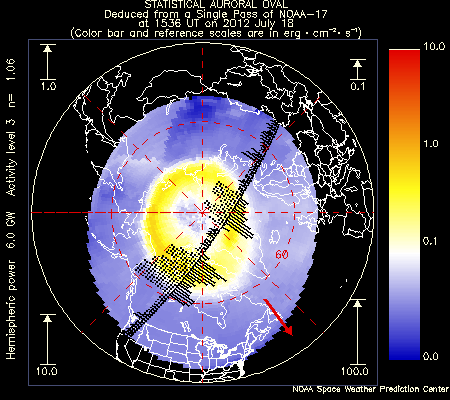 STATISTICAL AURORAL OVAL
Deduced from a Single Pass of NOAA-17
at 1536 UT on 2012 July 18
(Color bar and reference scales are in erg · cm⁻² · s⁻¹)
Hemispheric power 6.0 GW Activity level 3 n= 1.06
1.0
0.1
10.0
100.0
60
10.0
1.0
0.1
0.0
NOAA Space Weather Prediction Center